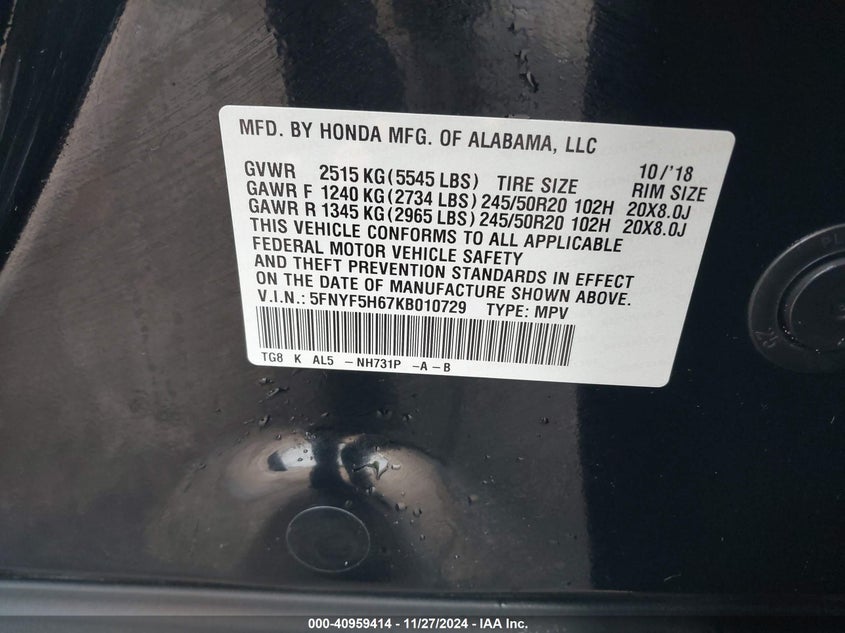 MFD. BY HONDA MFG. OF ALABAMA, LLC
10/'18
GVWR 2515 KG (5545 LBS) TIRE SIZE RIM SIZE
GAWR F 1240 KG (2734 LBS) 245/50R20 102H 20X8.0J
GAWR R 1345 KG (2965 LBS) 245/50R20 102H 20X8.0J
THIS VEHICLE CONFORMS TO ALL APPLICABLE
FEDERAL MOTOR VEHICLE SAFETY
AND THEFT PREVENTION STANDARDS IN EFFECT
ON THE DATE OF MANUFACTURE SHOWN ABOVE.
V.I.N.: 5FNYF5H67KB010729 TYPE: MPV
TG8 K AL5 -NH731P -A-B
000-40959414 - 11/27/2024 - IAA Inc.